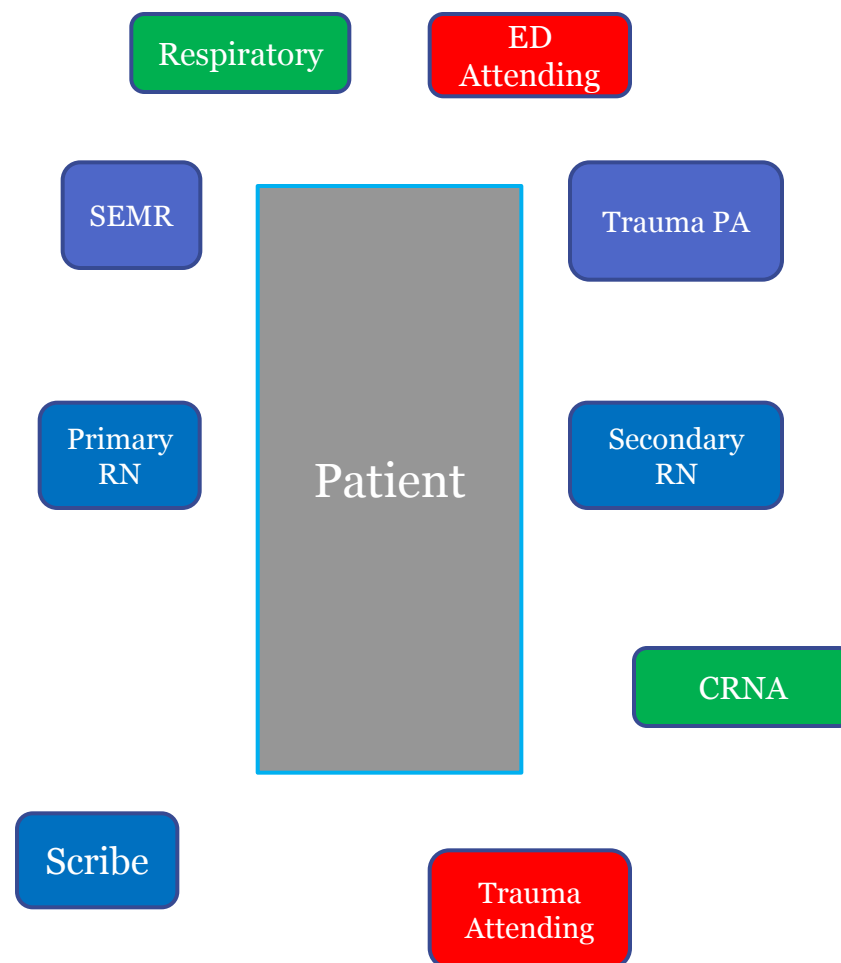 Respiratory
ED
Attending
SEMR
Trauma PA
Primary
RN
Patient
Secondary
RN
CRNA
Scribe
Trauma
Attending